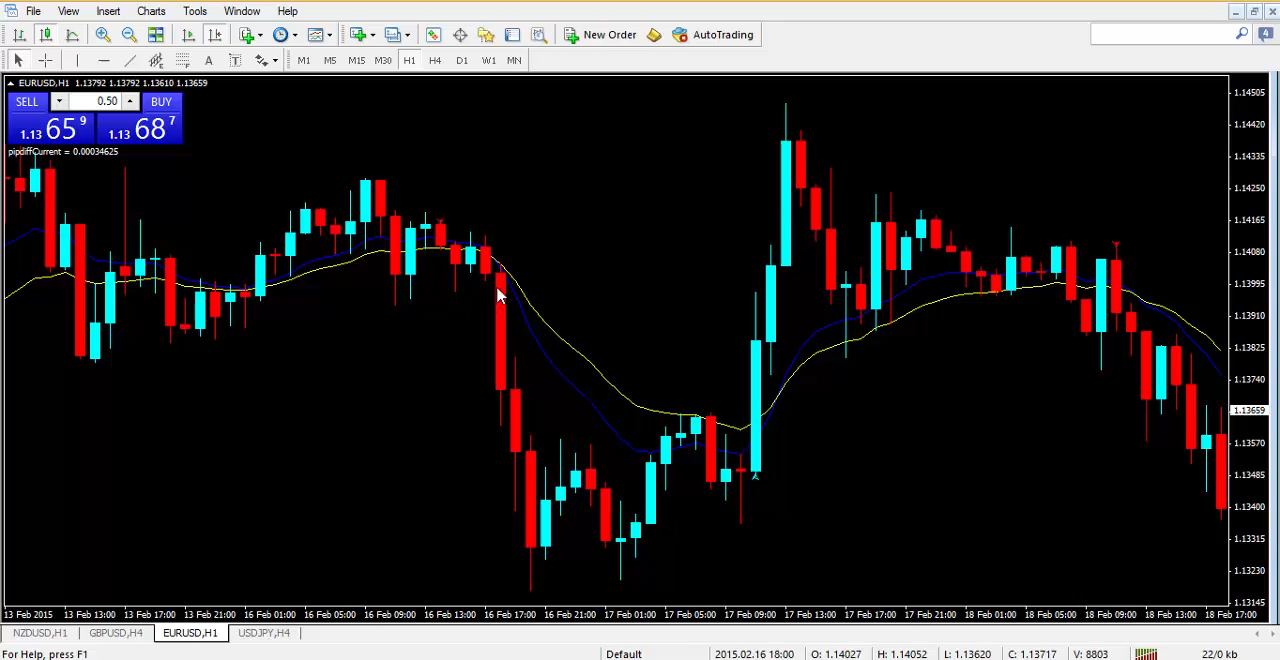 File View Insert Charts Tools Window Help
New Order AutoTrading 4
A T M1 M5 M15 M30 H1 H4 D1 W1 MN
EURUSD,H1 1.13792 1.13792 1.13610 1.13659
SELL 0.50 BUY
1.13 65 9 1.13 68 7
pipdiffCurrent = 0.00034625
1.14505
1.14420
1.14335
1.14250
1.14165
1.14080
1.13995
1.13910
1.13825
1.13740
1.13659
1.13570
1.13485
1.13400
1.13315
1.13230
1.13145
13 Feb 2015 13 Feb 13:00 13 Feb 17:00 13 Feb 21:00 16 Feb 01:00 16 Feb 05:00 16 Feb 09:00 16 Feb 13:00 16 Feb 17:00 16 Feb 21:00 17 Feb 01:00 17 Feb 05:00 17 Feb 09:00 17 Feb 13:00 17 Feb 17:00 17 Feb 21:00 18 Feb 01:00 18 Feb 05:00 18 Feb 09:00 18 Feb 13:00 18 Feb 17:00
NZDUSD,H1 GBPUSD,H4 EURUSD,H1 USDJPY,H4
For Help, press F1 Default 2015.02.16 18:00 O: 1.14027 H: 1.14052 L: 1.13620 C: 1.13717 V: 8803 22/0 kb